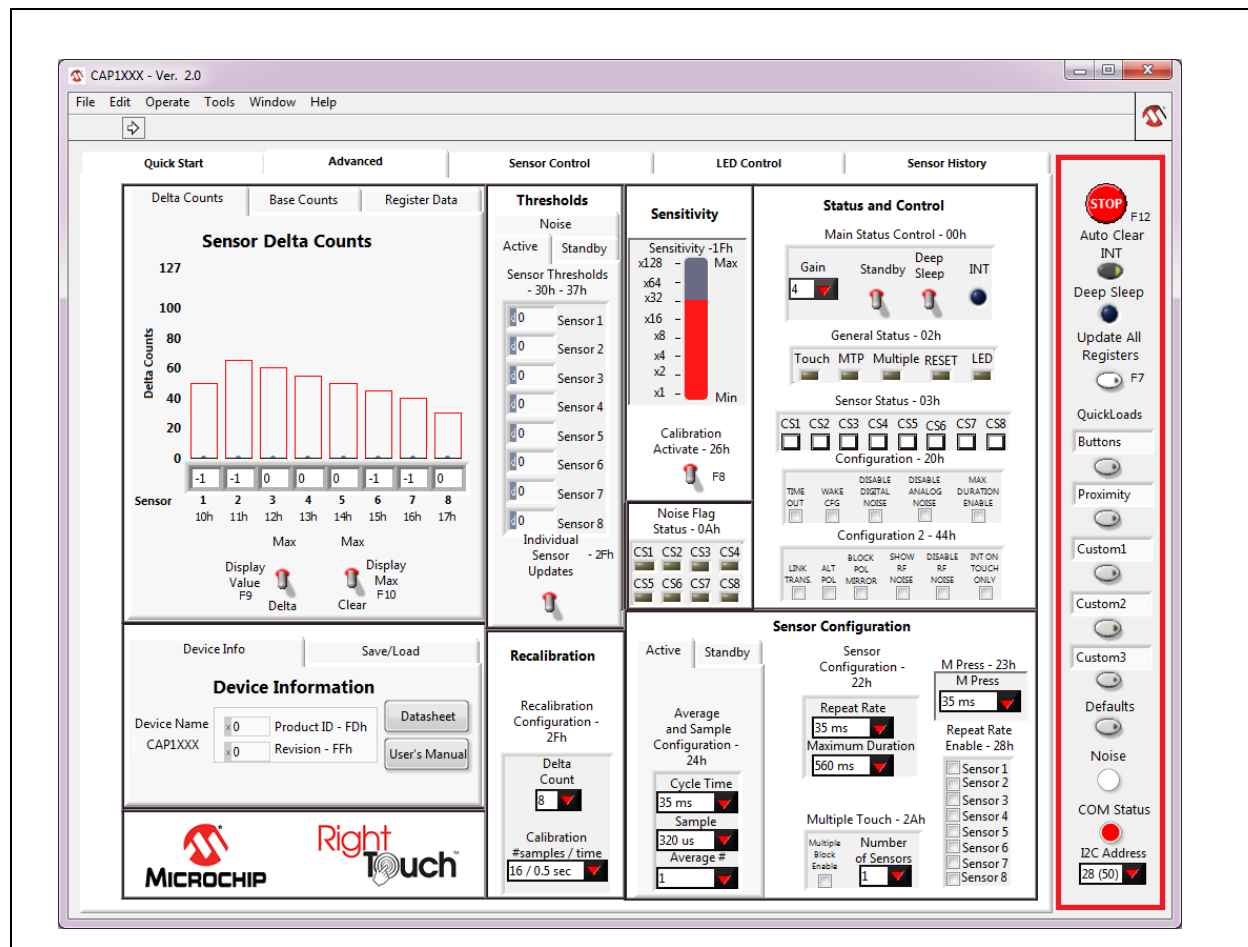 CAP1XXX - Ver. 2.0
File Edit Operate Tools Window Help
Quick Start
Advanced
Sensor Control
LED Control
Sensor History
Delta Counts
Base Counts
Register Data
Sensor Delta Counts
127
100
80
60
40
20
0
Delta Counts
-1 -1 0 0 0 -1 -1 0
Sensor 1 2 3 4 5 6 7 8
10h 11h 12h 13h 14h 15h 16h 17h
Max
Display
Value
F9
Delta
Max
Display
Max
F10
Clear
Device Info
Save/Load
Device Information
Device Name
CAP1XXX
x 0 Product ID - FDh
x 0 Revision - FFh
Datasheet
User's Manual
MICROCHIP
RightTouch™
Thresholds
Noise
Active
Standby
Sensor Thresholds
- 30h - 37h
d 0 Sensor 1
d 0 Sensor 2
d 0 Sensor 3
d 0 Sensor 4
d 0 Sensor 5
d 0 Sensor 6
d 0 Sensor 7
d 0 Sensor 8
Individual
Sensor - 2Fh
Updates
Recalibration
Recalibration
Configuration -
2Fh
Delta
Count
8
Calibration
#samples / time
16 / 0.5 sec
Sensitivity
Sensitivity -1Fh
x128 Max
x64
x32
x16
x8
x4
x2
x1 Min
Calibration
Activate - 26h
F8
Noise Flag
Status - 0Ah
CS1 CS2 CS3 CS4
CS5 CS6 CS7 CS8
Status and Control
Main Status Control - 00h
Gain
4
Standby
Deep
Sleep
INT
General Status - 02h
Touch MTP Multiple RESET LED
Sensor Status - 03h
CS1 CS2 CS3 CS4 CS5 CS6 CS7 CS8
Configuration - 20h
TIME
OUT
WAKE
CFG
DISABLE
DIGITAL
NOISE
DISABLE
ANALOG
NOISE
MAX
DURATION
ENABLE
Configuration 2 - 44h
LINK
TRANS.
ALT
POL
BLOCK
POL
MIRROR
SHOW
RF
NOISE
DISABLE
RF
NOISE
INT ON
TOUCH
ONLY
Sensor Configuration
Active
Standby
Average
and Sample
Configuration -
24h
Cycle Time
35 ms
Sample
320 us
Average #
1
Sensor
Configuration -
22h
Repeat Rate
35 ms
Maximum Duration
560 ms
Multiple Touch - 2Ah
Multiple
Block
Enable
Number
of Sensors
1
M Press - 23h
M Press
35 ms
Repeat Rate
Enable - 28h
Sensor 1
Sensor 2
Sensor 3
Sensor 4
Sensor 5
Sensor 6
Sensor 7
Sensor 8
STOP
F12
Auto Clear
INT
Deep Sleep
Update All
Registers
F7
QuickLoads
Buttons
Proximity
Custom1
Custom2
Custom3
Defaults
Noise
COM Status
I2C Address
28 (50)